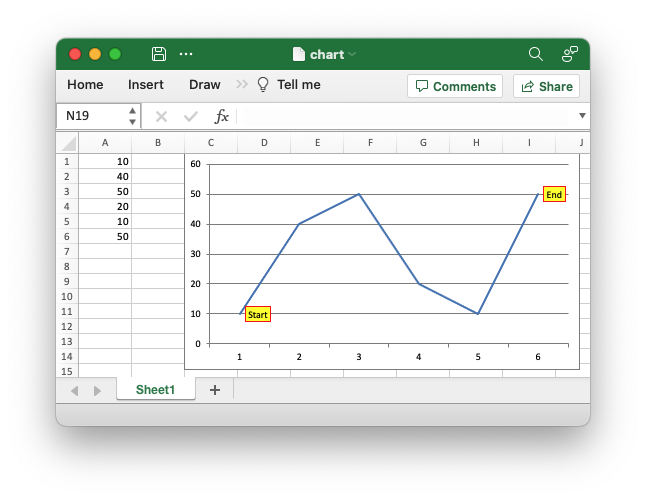 chart
Home Insert Draw Tell me Comments Share
N19 fx
A B C D E F G H I J
1 10
2 40
3 50
4 20
5 10
6 50
7
8
9
10
11
12
13
14
15
60
50 End
40
30
20
10 Start
0
1 2 3 4 5 6
Sheet1 +